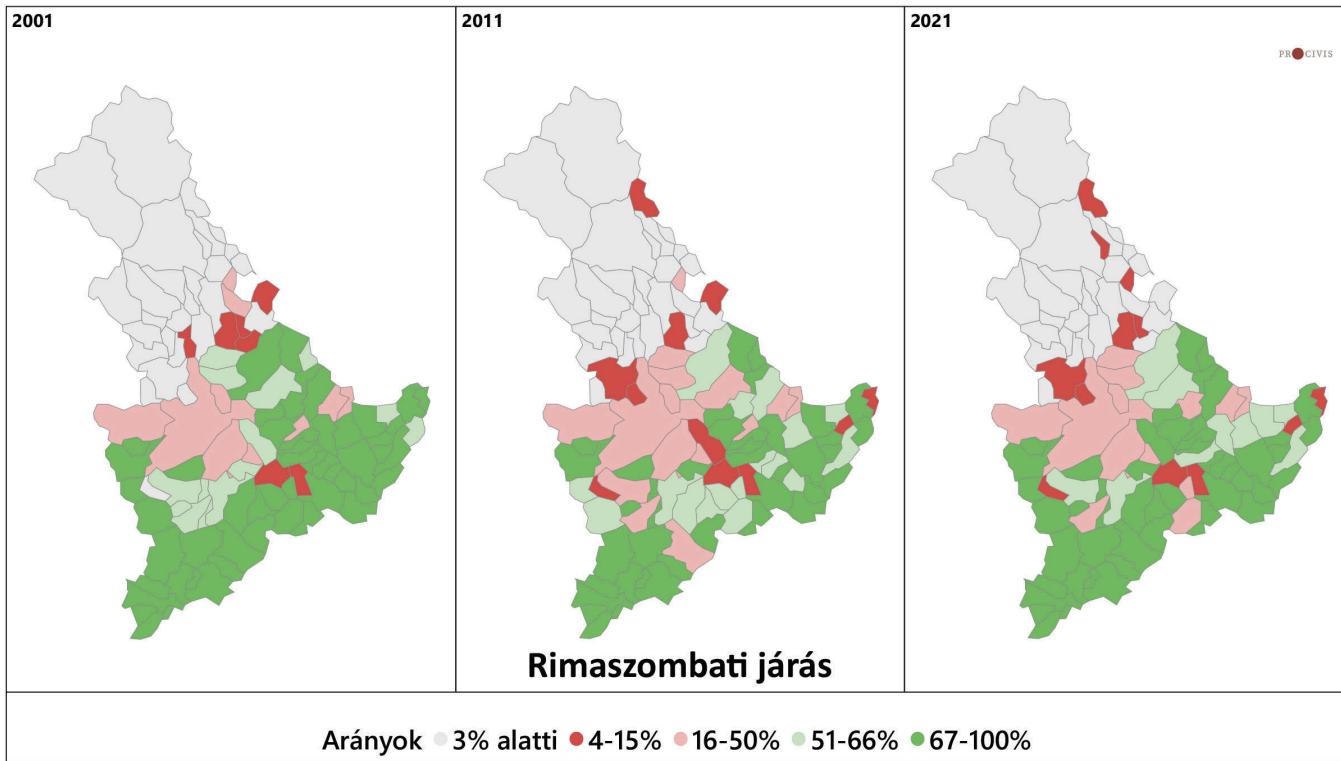 2001
2011
2021
PROCIVIS
Rimaszombati járás
Arányok 3% alatti 4-15% 16-50% 51-66% 67-100%